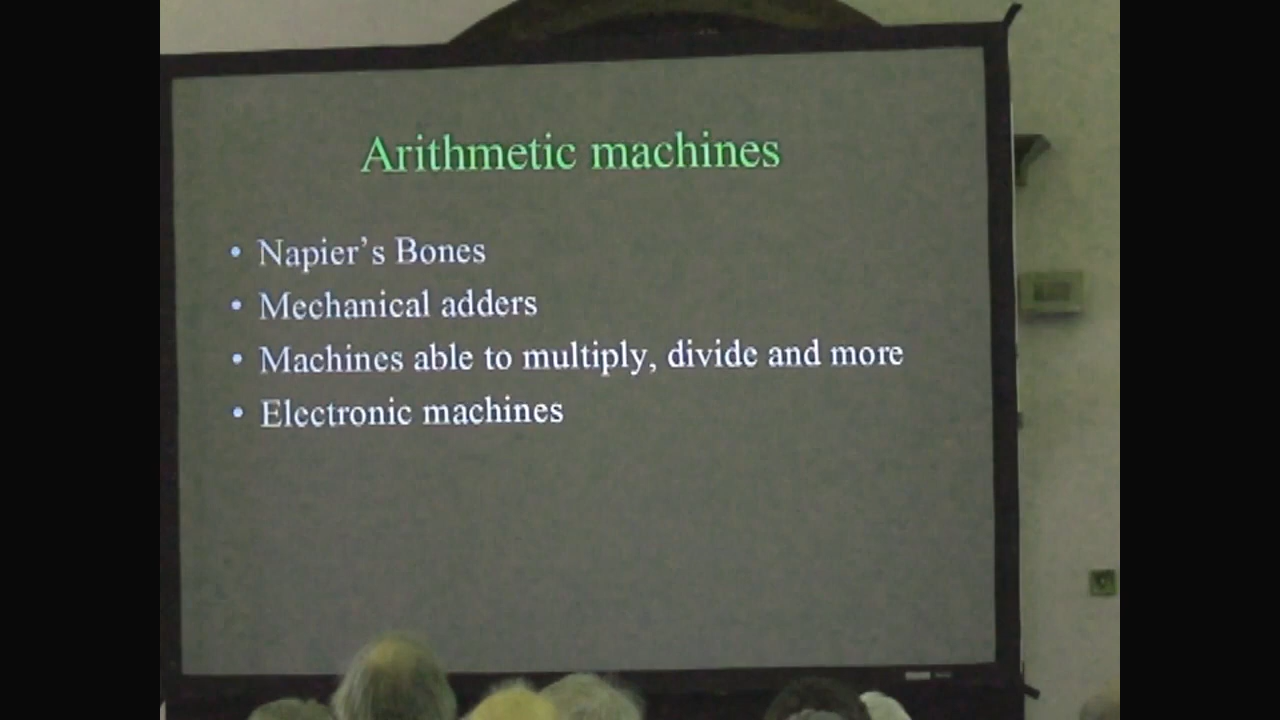 Arithmetic machines
• Napier's Bones
• Mechanical adders
• Machines able to multiply, divide and more
• Electronic machines